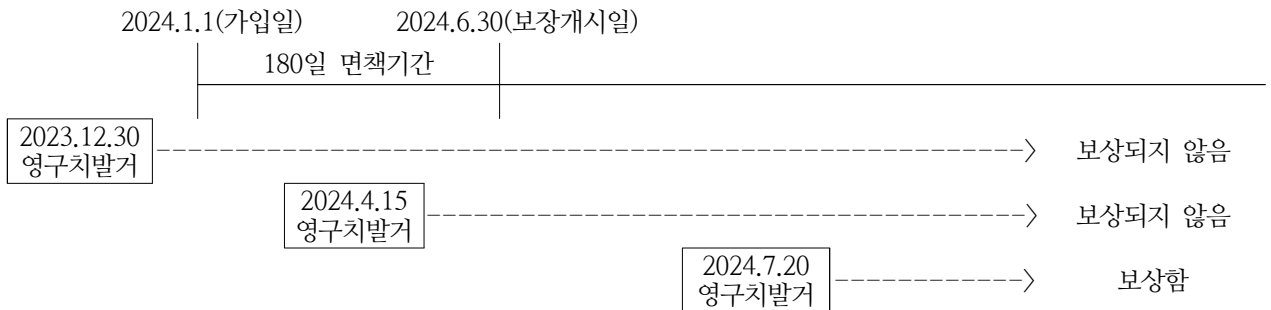 2024.1.1(가입일) 2024.6.30(보장개시일)
180일 면책기간
2023.12.30
영구치발거
보상되지 않음
2024.4.15
영구치발거
보상되지 않음
2024.7.20
영구치발거
보상함